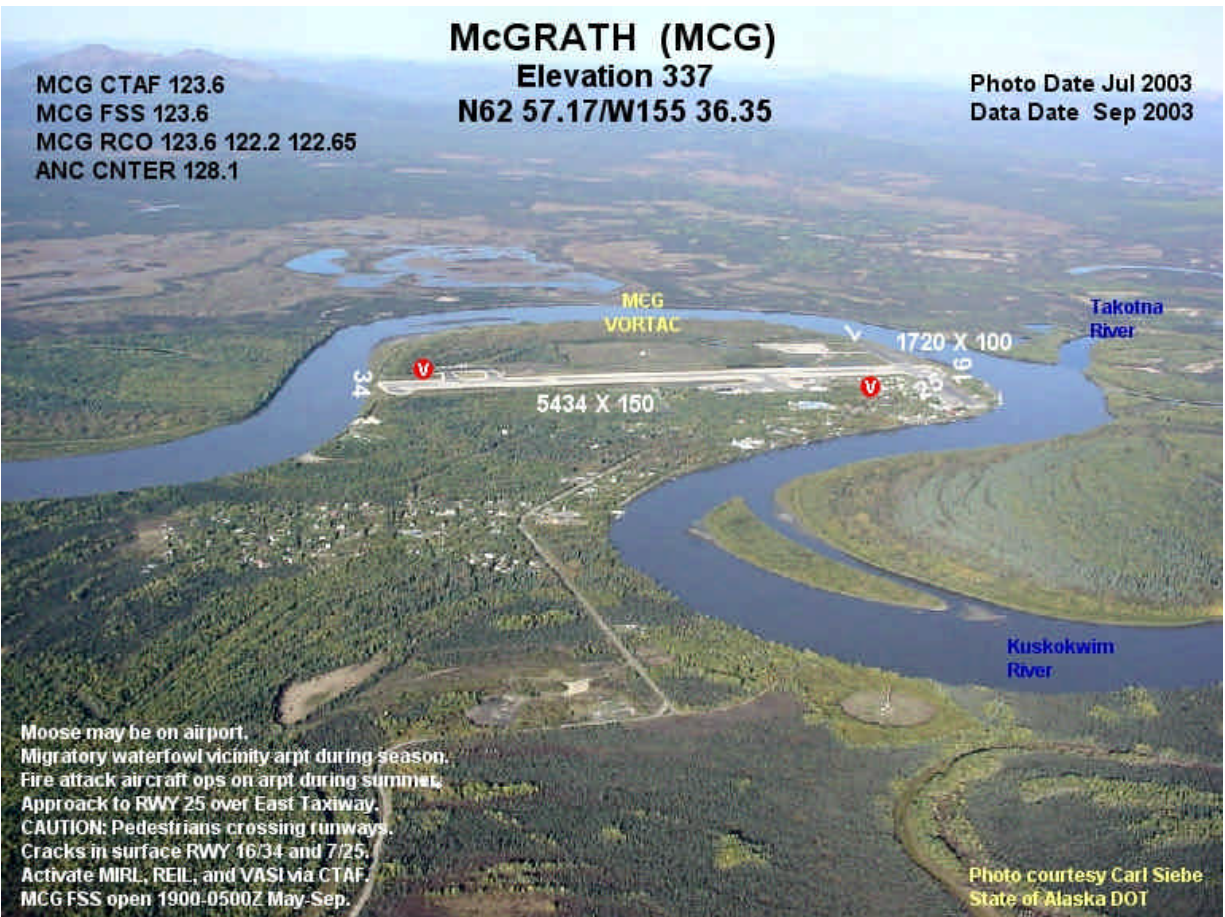 McGRATH (MCG)
Elevation 337
N62 57.17/W155 36.35
MCG CTAF 123.6
MCG FSS 123.6
MCG RCO 123.6 122.2 122.65
ANC CNTER 128.1
Photo Date Jul 2003
Data Date Sep 2003
MCG
VORTAC
Takotna
River
7
1720 X 100
16
25
V
V
34
5434 X 150
Kuskokwim
River
Moose may be on airport.
Migratory waterfowl vicinity arpt during season.
Fire attack aircraft ops on arpt during summer.
Approach to RWY 25 over East Taxiway.
CAUTION: Pedestrians crossing runways.
Cracks in surface RWY 16/34 and 7/25.
Activate MIRL, REIL, and VASI via CTAF.
MCG FSS open 1900-0500Z May-Sep.
Photo courtesy Carl Siebe
State of Alaska DOT